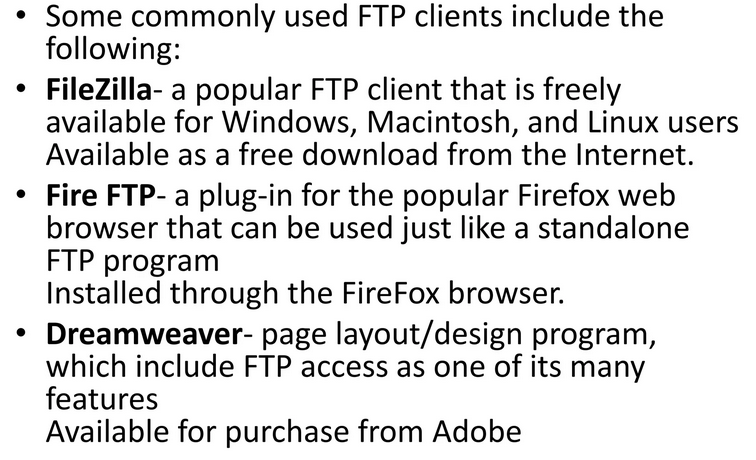 • Some commonly used FTP clients include the
following:
• FileZilla- a popular FTP client that is freely
available for Windows, Macintosh, and Linux users
Available as a free download from the Internet.
• Fire FTP- a plug-in for the popular Firefox web
browser that can be used just like a standalone
FTP program
Installed through the FireFox browser.
• Dreamweaver- page layout/design program,
which include FTP access as one of its many
features
Available for purchase from Adobe